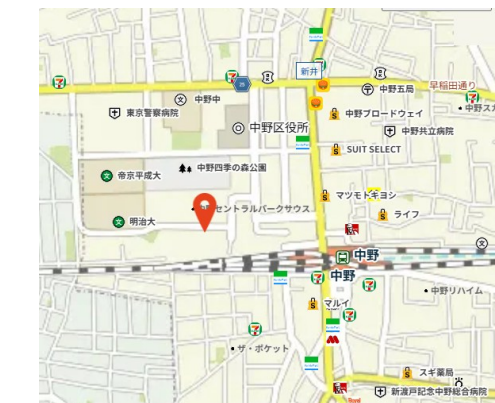 新井
早稲田通り
中野五局
中野中
東京警察病院
中野ブロードウェイ
中野区役所
中野共立病院
SUIT SELECT
中野四季の森公園
帝京平成大
マツモトキヨシ
セントラルパークサウス
ライフ
明治大
中野
中野
中野リハイム
マルイ
ザ・ポケット
スギ薬局
新渡戸記念中野総合病院